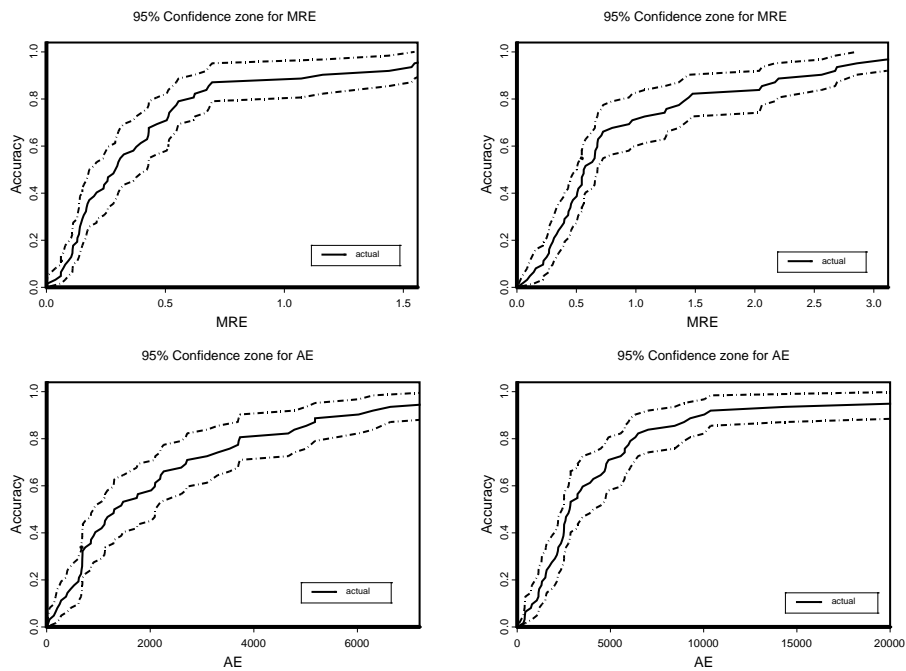 95% Confidence zone for MRE
1.0
0.8
0.6
0.4
0.2
0.0
Accuracy
actual
0.0 0.5 1.0 1.5
MRE
95% Confidence zone for MRE
1.0
0.8
0.6
0.4
0.2
0.0
Accuracy
actual
0.0 0.5 1.0 1.5 2.0 2.5 3.0
MRE
95% Confidence zone for AE
1.0
0.8
0.6
0.4
0.2
0.0
Accuracy
actual
0 2000 4000 6000
AE
95% Confidence zone for AE
1.0
0.8
0.6
0.4
0.2
0.0
Accuracy
actual
0 5000 10000 15000 20000
AE